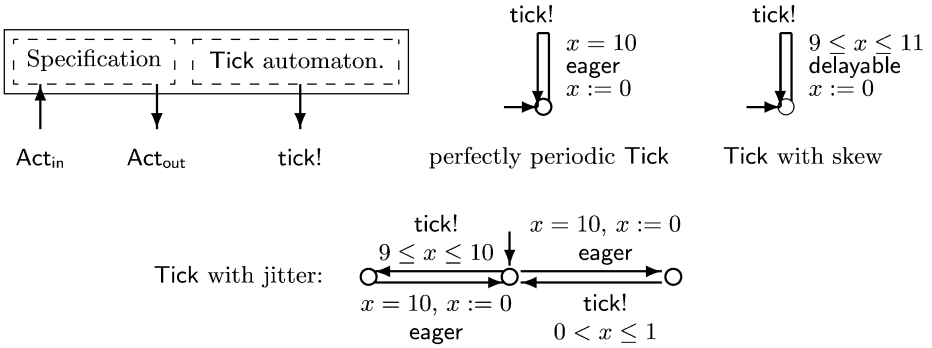 Specification
Tick automaton.
Act_in
Act_out
tick!
tick!
x = 10
eager
x := 0
perfectly periodic Tick
tick!
9 ≤ x ≤ 11
delayable
x := 0
Tick with skew
Tick with jitter:
tick!
9 ≤ x ≤ 10
x = 10, x := 0
eager
x = 10, x := 0
eager
tick!
0 < x ≤ 1